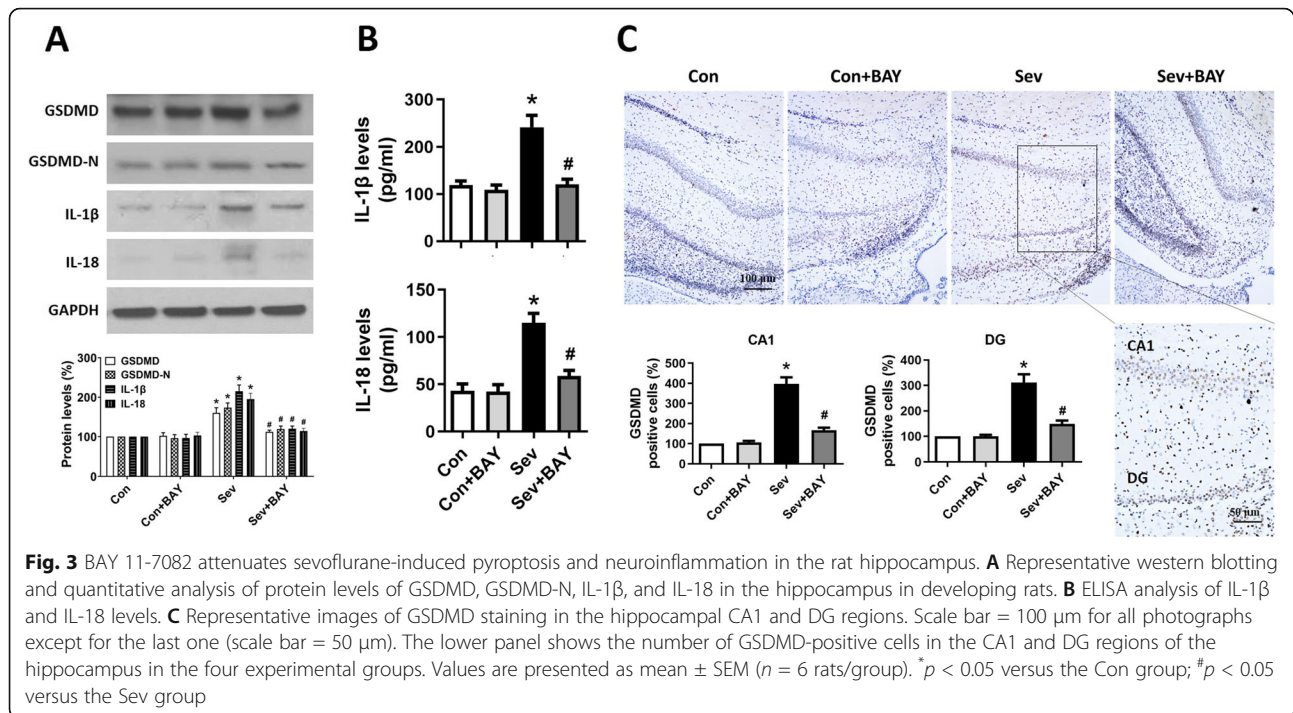 A
B
C
GSDMD
GSDMD-N
IL-1β
IL-18
GAPDH
Protein levels (%)
300
200
100
0
GSDMD
GSDMD-N
IL-1β
IL-18
* * * *
# # # #
Con
Con+BAY
Sev
Sev+BAY
IL-1β levels
(pg/ml)
300
200
100
0
*
#
IL-18 levels
(pg/ml)
150
100
50
0
*
#
Con
Con+BAY
Sev
Sev+BAY
Con
Con+BAY
Sev
Sev+BAY
100 μm
CA1
GSDMD
positive cells (%)
500
400
300
200
100
0
*
#
Con
Con+BAY
Sev
Sev+BAY
DG
GSDMD
positive cells (%)
400
300
200
100
0
*
#
Con
Con+BAY
Sev
Sev+BAY
CA1
DG
50 μm
Fig. 3 BAY 11-7082 attenuates sevoflurane-induced pyroptosis and neuroinflammation in the rat hippocampus. A Representative western blotting
and quantitative analysis of protein levels of GSDMD, GSDMD-N, IL-1β, and IL-18 in the hippocampus in developing rats. B ELISA analysis of IL-1β
and IL-18 levels. C Representative images of GSDMD staining in the hippocampal CA1 and DG regions. Scale bar = 100 μm for all photographs
except for the last one (scale bar = 50 μm). The lower panel shows the number of GSDMD-positive cells in the CA1 and DG regions of the
hippocampus in the four experimental groups. Values are presented as mean ± SEM (n = 6 rats/group). *p < 0.05 versus the Con group; #p < 0.05
versus the Sev group